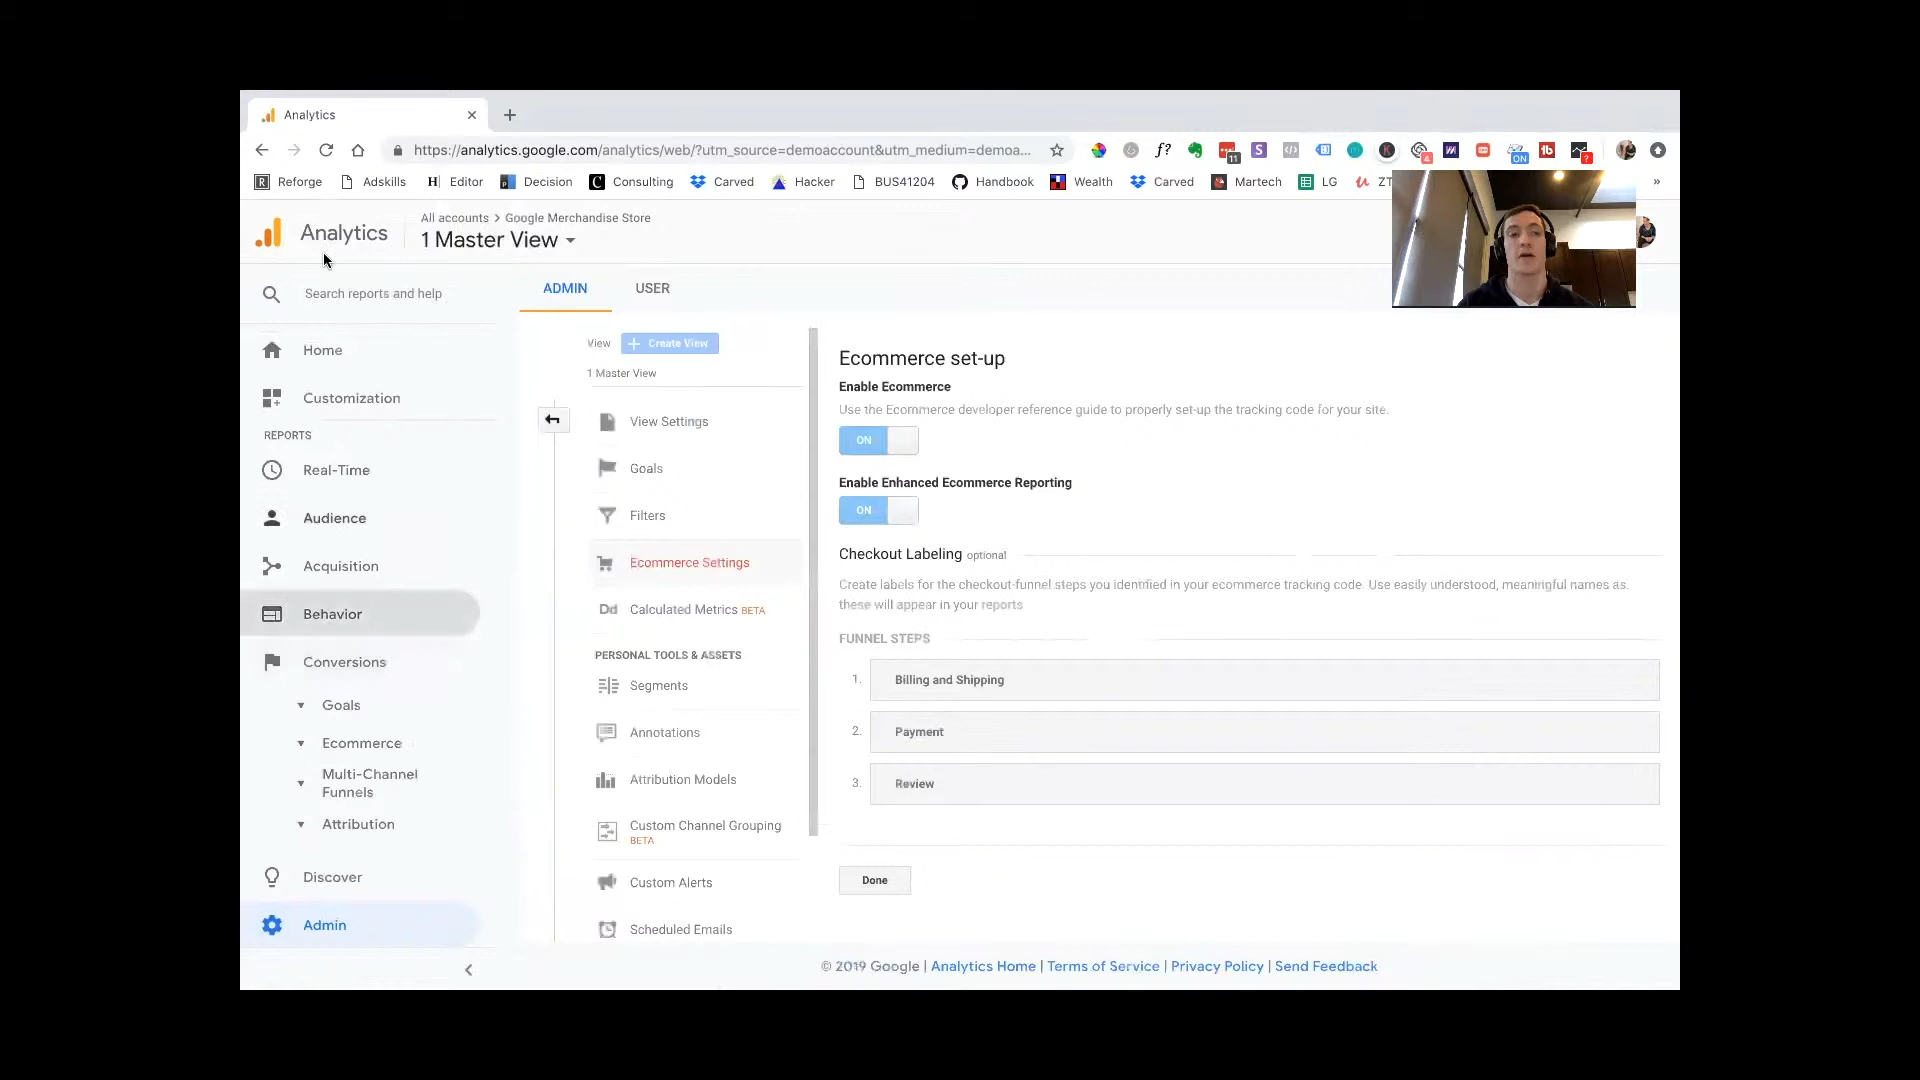 Analytics
https://analytics.google.com/analytics/web/?utm_source=demoaccount&utm_medium=demoa...
f?
11
S
K
4
ON
tb
?
Reforge
Adskills
Editor
Decision
Consulting
Carved
Hacker
BUS41204
Handbook
Wealth
Carved
Martech
LG
ZT
»
Analytics
All accounts > Google Merchandise Store
1 Master View
Search reports and help
ADMIN
USER
Home
Customization
REPORTS
Real-Time
Audience
Acquisition
Behavior
Conversions
Goals
Ecommerce
Multi-Channel
Funnels
Attribution
Discover
Admin
View
+ Create View
1 Master View
View Settings
Goals
Filters
Ecommerce Settings
Dd Calculated Metrics BETA
PERSONAL TOOLS & ASSETS
Segments
Annotations
Attribution Models
Custom Channel Grouping
BETA
Custom Alerts
Scheduled Emails
Ecommerce set-up
Enable Ecommerce
Use the Ecommerce developer reference guide to properly set-up the tracking code for your site.
ON
Enable Enhanced Ecommerce Reporting
ON
Checkout Labeling optional
Create labels for the checkout-funnel steps you identified in your ecommerce tracking code. Use easily understood, meaningful names as
these will appear in your reports
FUNNEL STEPS
1. Billing and Shipping
2. Payment
3. Review
Done
© 2019 Google | Analytics Home | Terms of Service | Privacy Policy | Send Feedback